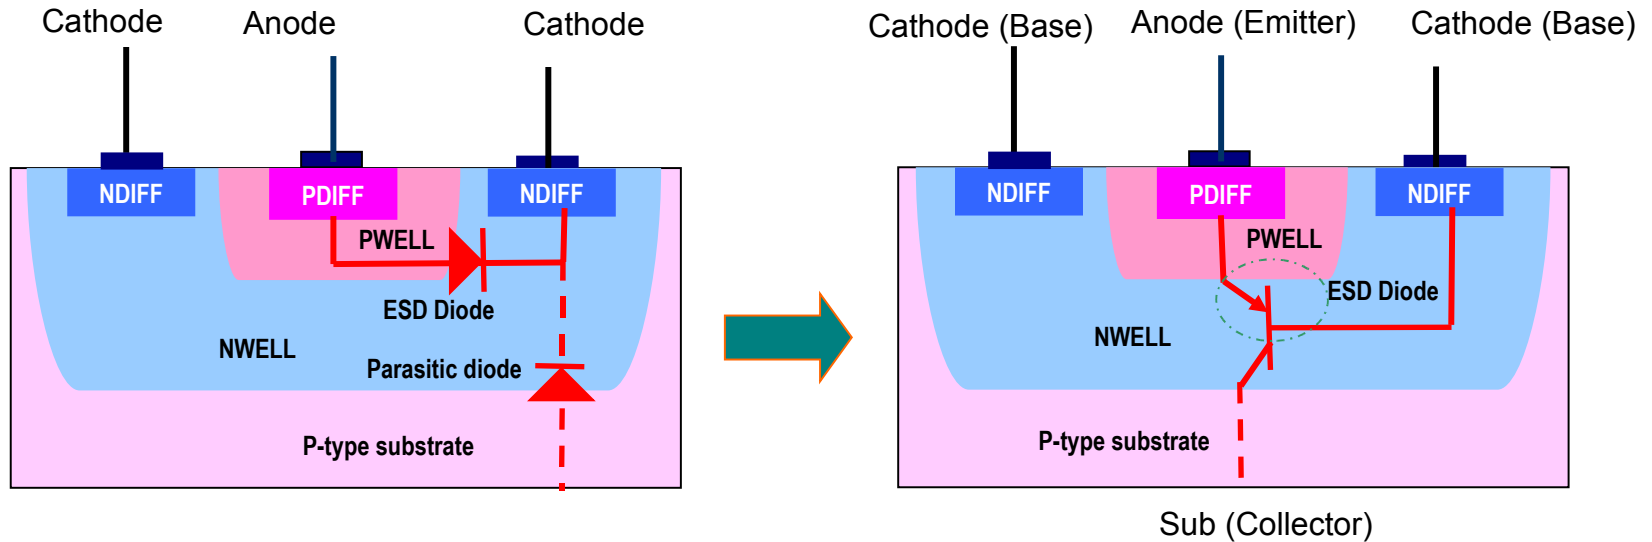 Cathode
Anode
Cathode
NDIFF
PDIFF
NDIFF
PWELL
ESD Diode
NWELL
Parasitic diode
P-type substrate
Cathode (Base)
Anode (Emitter)
Cathode (Base)
NDIFF
PDIFF
NDIFF
PWELL
ESD Diode
NWELL
P-type substrate
Sub (Collector)